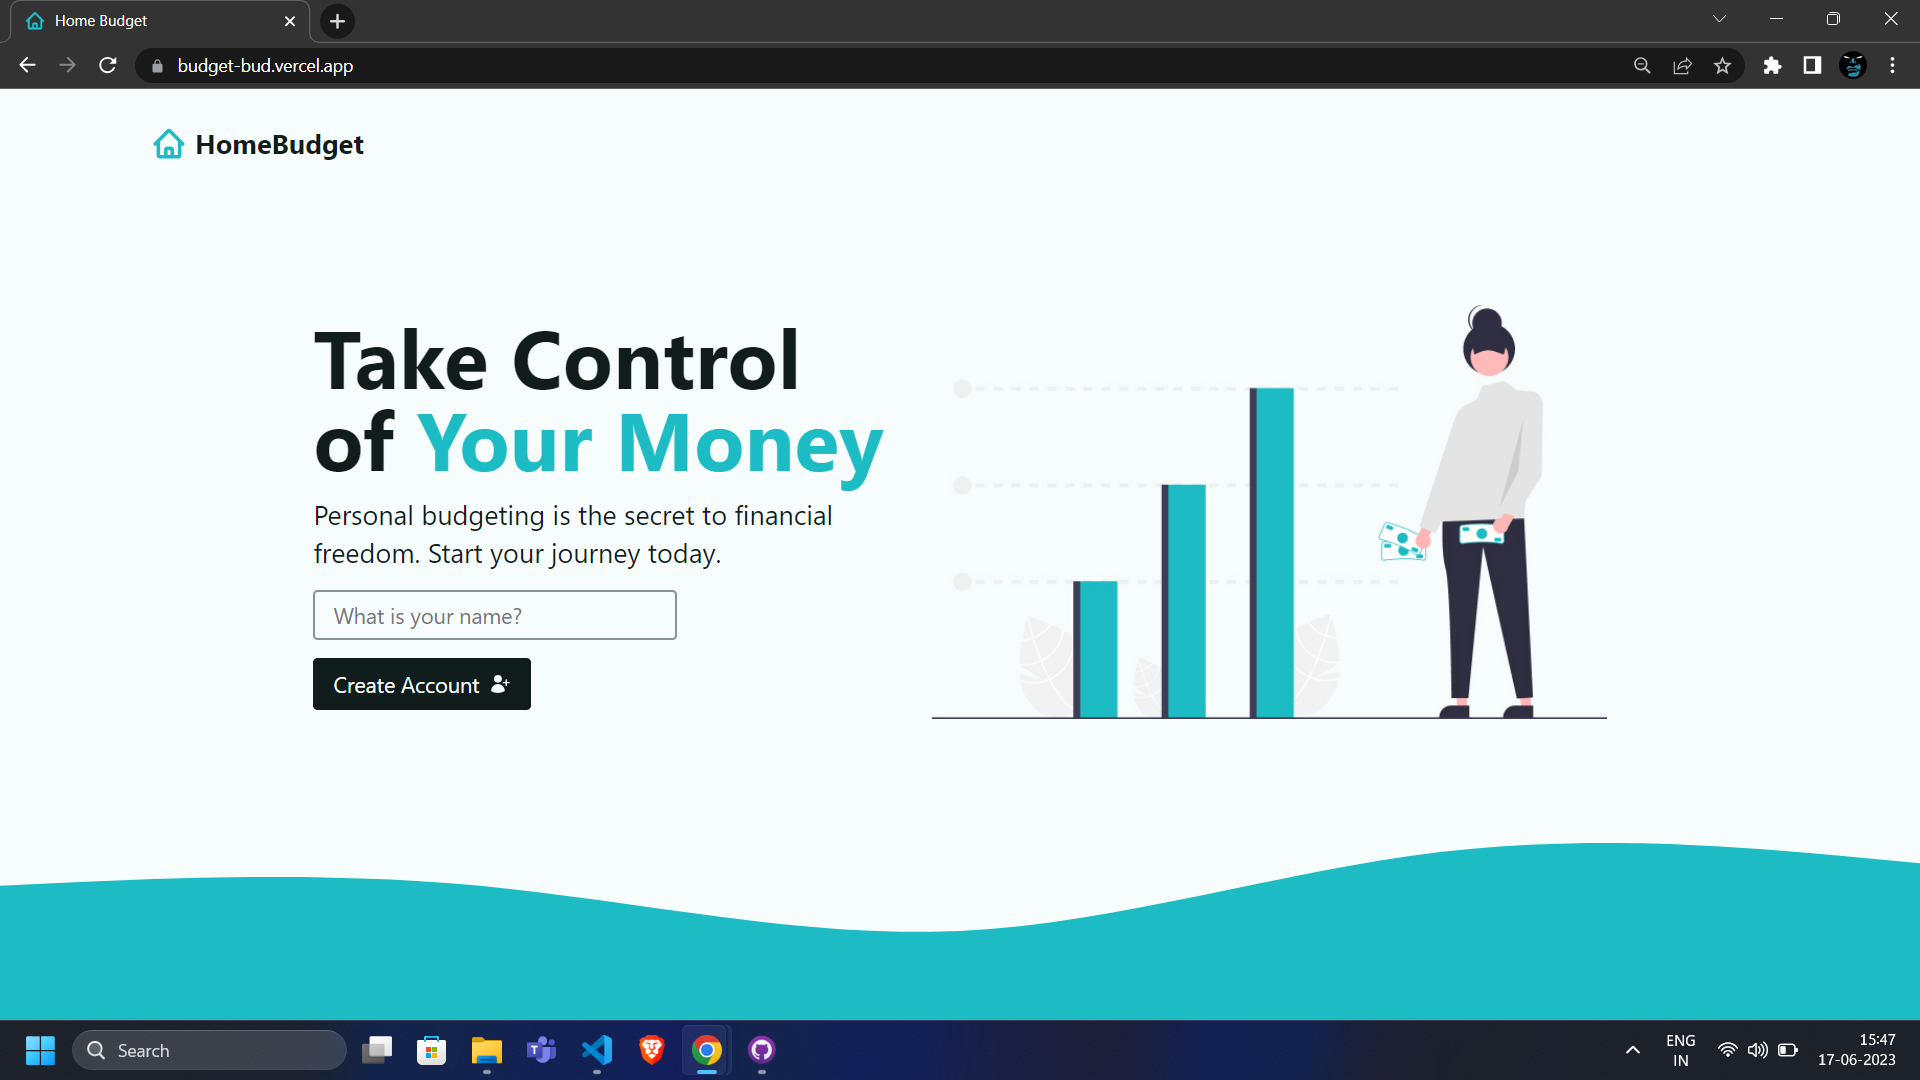 Home Budget
budget-bud.vercel.app
HomeBudget
Take Control
of Your Money
Personal budgeting is the secret to financial
freedom. Start your journey today.
What is your name?
Create Account
Search
ENG
IN
15:47
17-06-2023